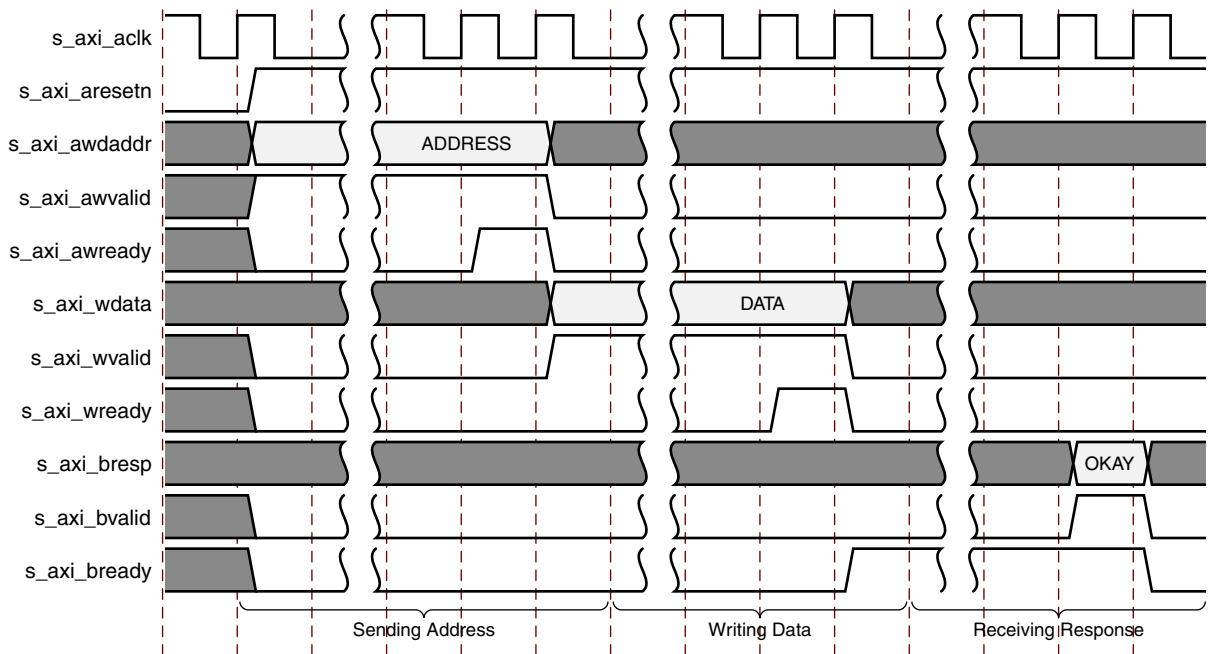 s_axi_aclk
s_axi_aresetn
s_axi_awdaddr
ADDRESS
s_axi_awvalid
s_axi_awready
s_axi_wdata
DATA
s_axi_wvalid
s_axi_wready
s_axi_bresp
OKAY
s_axi_bvalid
s_axi_bready
Sending Address
Writing Data
Receiving Response